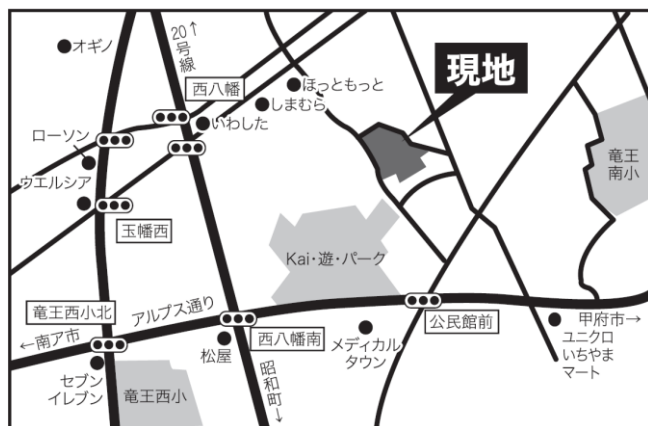 オギノ
20号線↑
西八幡
ほっともっと
しまむら
いわした
現地
ローソン
ウエルシア
玉幡西
竜王
南小
Kai・遊・パーク
竜王西小北
アルプス通り
←南ア市
松屋
西八幡南
メディカル
タウン
公民館前
甲府市→
ユニクロ
いちやま
マート
セブン
イレブン
竜王西小
昭和町↓